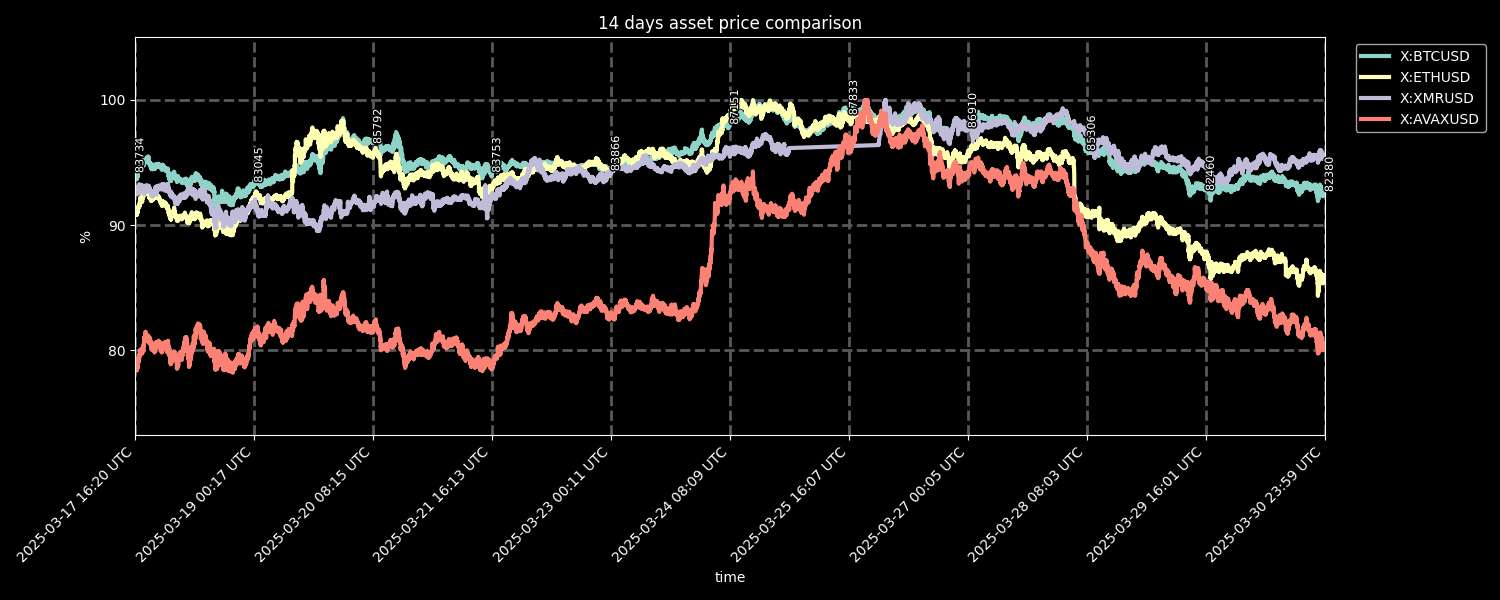 14 days asset price comparison
X:BTCUSD
X:ETHUSD
X:XMRUSD
X:AVAXUSD
100
90
80
%
83734
83045
85792
83753
83866
87151
87833
86910
85306
82460
82380
2025-03-17 16:20 UTC
2025-03-19 00:17 UTC
2025-03-20 08:15 UTC
2025-03-21 16:13 UTC
2025-03-23 00:11 UTC
2025-03-24 08:09 UTC
2025-03-25 16:07 UTC
2025-03-27 00:05 UTC
2025-03-28 08:03 UTC
2025-03-29 16:01 UTC
2025-03-30 23:59 UTC
time